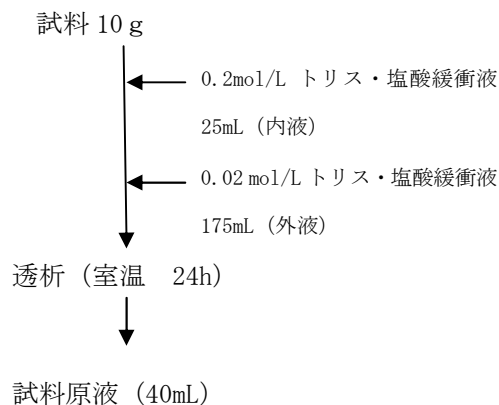 試料 10ｇ
0.2mol/L トリス・塩酸緩衝液
25mL（内液）
0.02 mol/L トリス・塩酸緩衝液
175mL（外液）
透析（室温　24h）
試料原液（40mL）